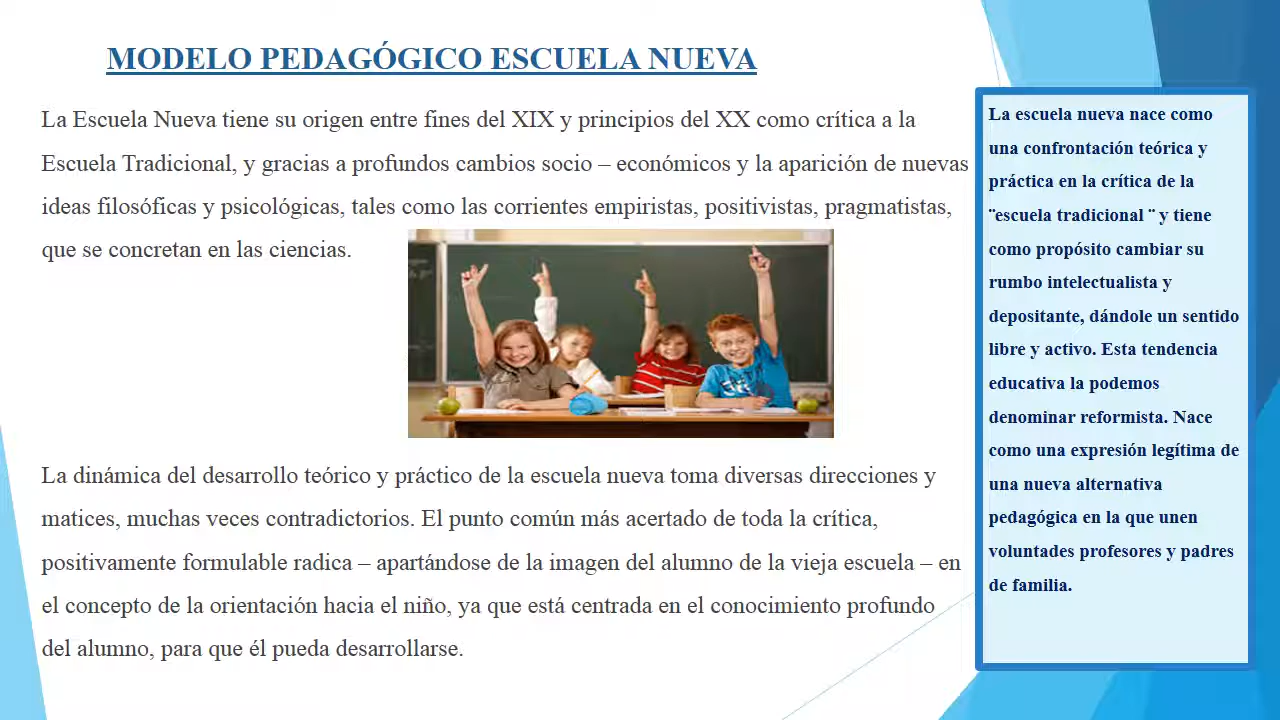 MODELO PEDAGÓGICO ESCUELA NUEVA
La Escuela Nueva tiene su origen entre fines del XIX y principios del XX como crítica a la
Escuela Tradicional, y gracias a profundos cambios socio – económicos y la aparición de nuevas
ideas filosóficas y psicológicas, tales como las corrientes empiristas, positivistas, pragmatistas,
que se concretan en las ciencias.
La dinámica del desarrollo teórico y práctico de la escuela nueva toma diversas direcciones y
matices, muchas veces contradictorios. El punto común más acertado de toda la crítica,
positivamente formulable radica – apartándose de la imagen del alumno de la vieja escuela – en
el concepto de la orientación hacia el niño, ya que está centrada en el conocimiento profundo
del alumno, para que él pueda desarrollarse.
La escuela nueva nace como
una confrontación teórica y
práctica en la crítica de la
¨escuela tradicional ¨ y tiene
como propósito cambiar su
rumbo intelectualista y
depositante, dándole un sentido
libre y activo. Esta tendencia
educativa la podemos
denominar reformista. Nace
como una expresión legítima de
una nueva alternativa
pedagógica en la que unen
voluntades profesores y padres
de familia.